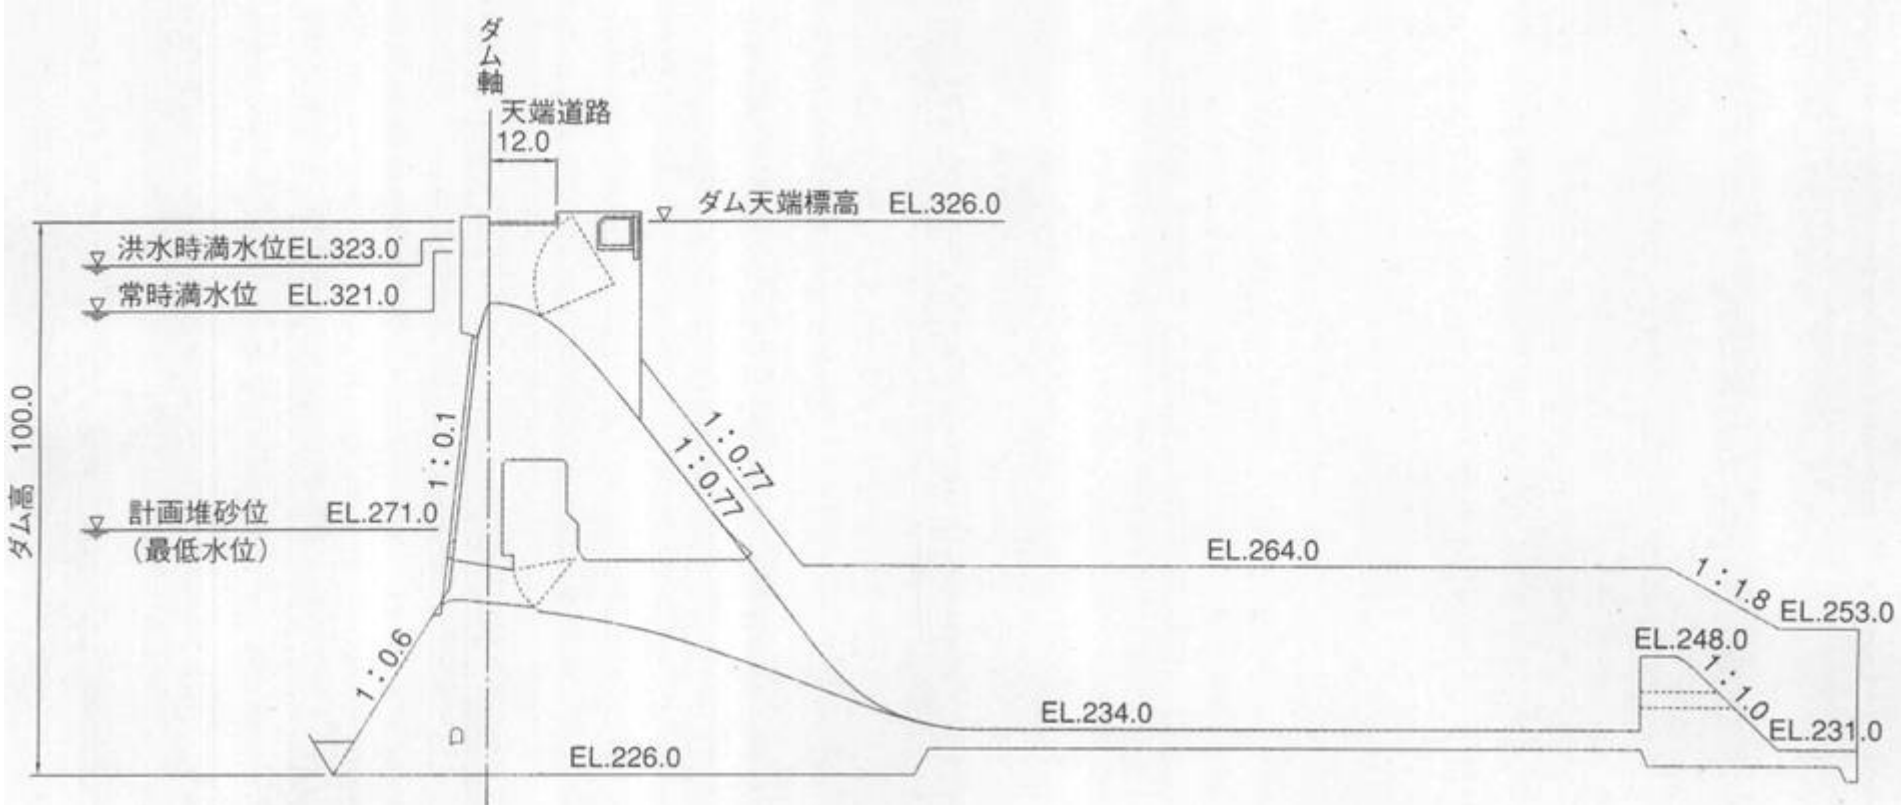 ダム軸
天端道路
12.0
ダム天端標高 EL.326.0
洪水時満水位EL.323.0
常時満水位 EL.321.0
ダム高 100.0
1:0.1
1:0.77
1:0.77
計画堆砂位 EL.271.0
(最低水位)
EL.264.0
1:1.8
EL.253.0
1:0.6
EL.248.0
1:1.0
EL.234.0
EL.231.0
EL.226.0